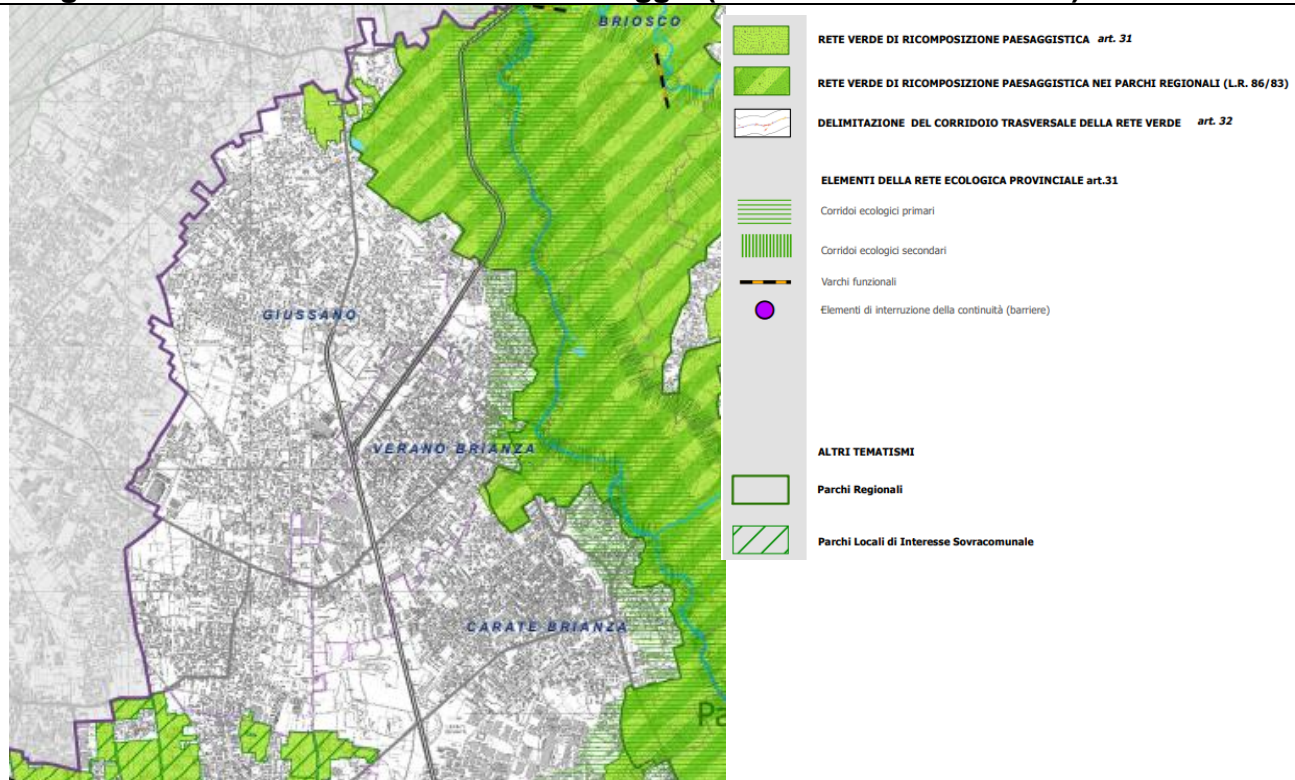 BRIOSCO
GIUSSANO
VERANO BRIANZA
CARATE BRIANZA
Pa
RETE VERDE DI RICOMPOSIZIONE PAESAGGISTICA art. 31
RETE VERDE DI RICOMPOSIZIONE PAESAGGISTICA NEI PARCHI REGIONALI (L.R. 86/83)
DELIMITAZIONE DEL CORRIDOIO TRASVERSALE DELLA RETE VERDE art. 32
ELEMENTI DELLA RETE ECOLOGICA PROVINCIALE art.31
Corridoi ecologici primari
Corridoi ecologici secondari
Varchi funzionali
Elementi di interruzione della continuità (barriere)
ALTRI TEMATISMI
Parchi Regionali
Parchi Locali di Interesse Sovracomunale